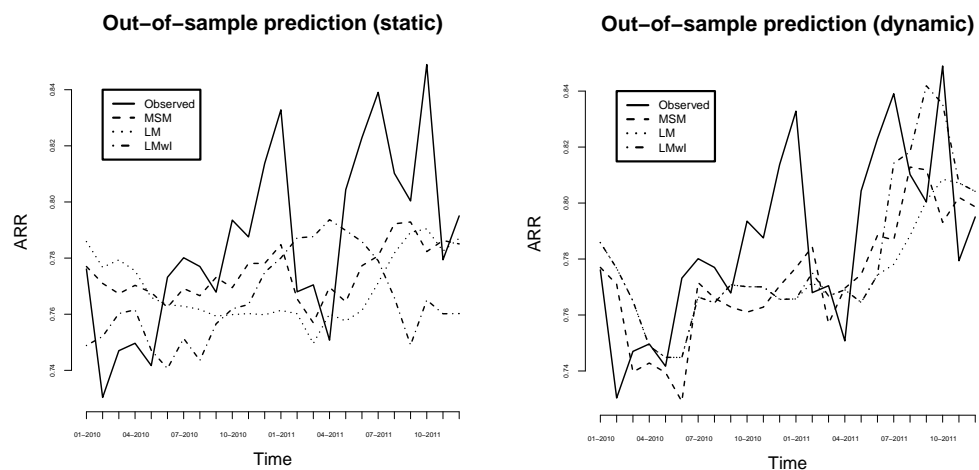 Out-of-sample prediction (static)
ARR
0.84
0.82
0.80
0.78
0.76
0.74
Observed
MSM
LM
LMwI
01-2010 04-2010 07-2010 10-2010 01-2011 04-2011 07-2011 10-2011
Time
Out-of-sample prediction (dynamic)
ARR
0.84
0.82
0.80
0.78
0.76
0.74
Observed
MSM
LM
LMwI
01-2010 04-2010 07-2010 10-2010 01-2011 04-2011 07-2011 10-2011
Time